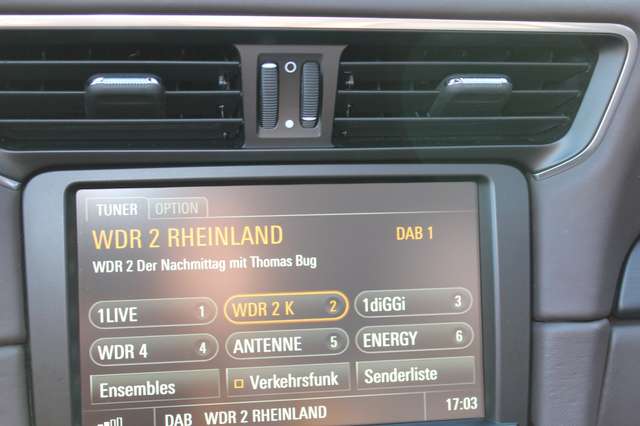 TUNER OPTION
WDR 2 RHEINLAND DAB 1
WDR 2 Der Nachmittag mit Thomas Bug
1LIVE 1 WDR 2 K 2 1diGGi 3
WDR 4 4 ANTENNE 5 ENERGY 6
Ensembles Verkehrsfunk Senderliste
DAB WDR 2 RHEINLAND 17:03